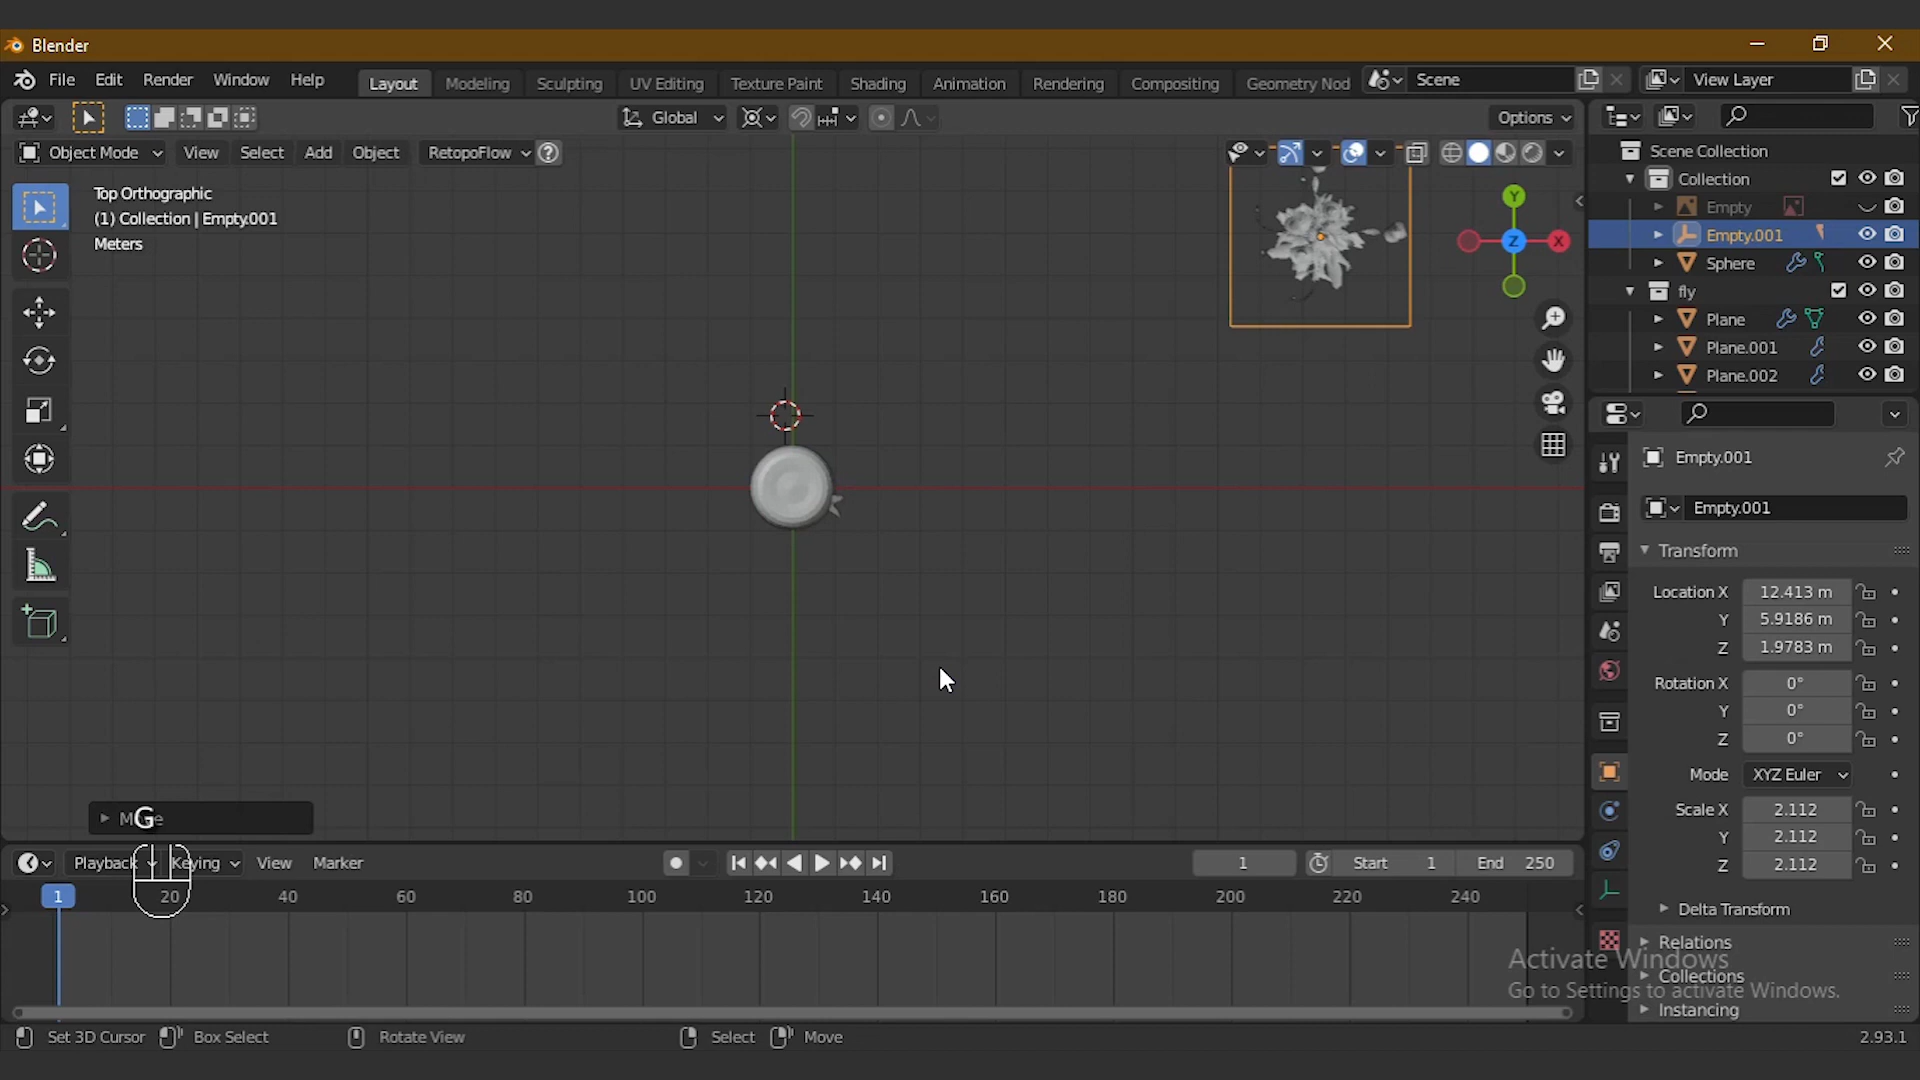 Blender
File Edit Render Window Help Layout Modeling Sculpting UV Editing Texture Paint Shading Animation Rendering Compositing Geometry Nod Scene View Layer
Global Options
Object Mode View Select Add Object RetopoFlow
Top Orthographic
(1) Collection | Empty.001
Meters
Y
Z X
Scene Collection
Collection
Empty
Empty.001
Sphere
fly
Plane
Plane.001
Plane.002
Empty.001
Empty.001
Transform
Location X 12.413 m
Y 5.9186 m
Z 1.9783 m
Rotation X 0°
Y 0°
Z 0°
Mode XYZ Euler
Scale X 2.112
Y 2.112
Z 2.112
Delta Transform
Relations
Collections
Instancing
Move
G
Playback Keying View Marker 1 Start 1 End 250
1 20 40 60 80 100 120 140 160 180 200 220 240
Activate Windows
Go to Settings to activate Windows.
Set 3D Cursor Box Select Rotate View Select Move 2.93.1